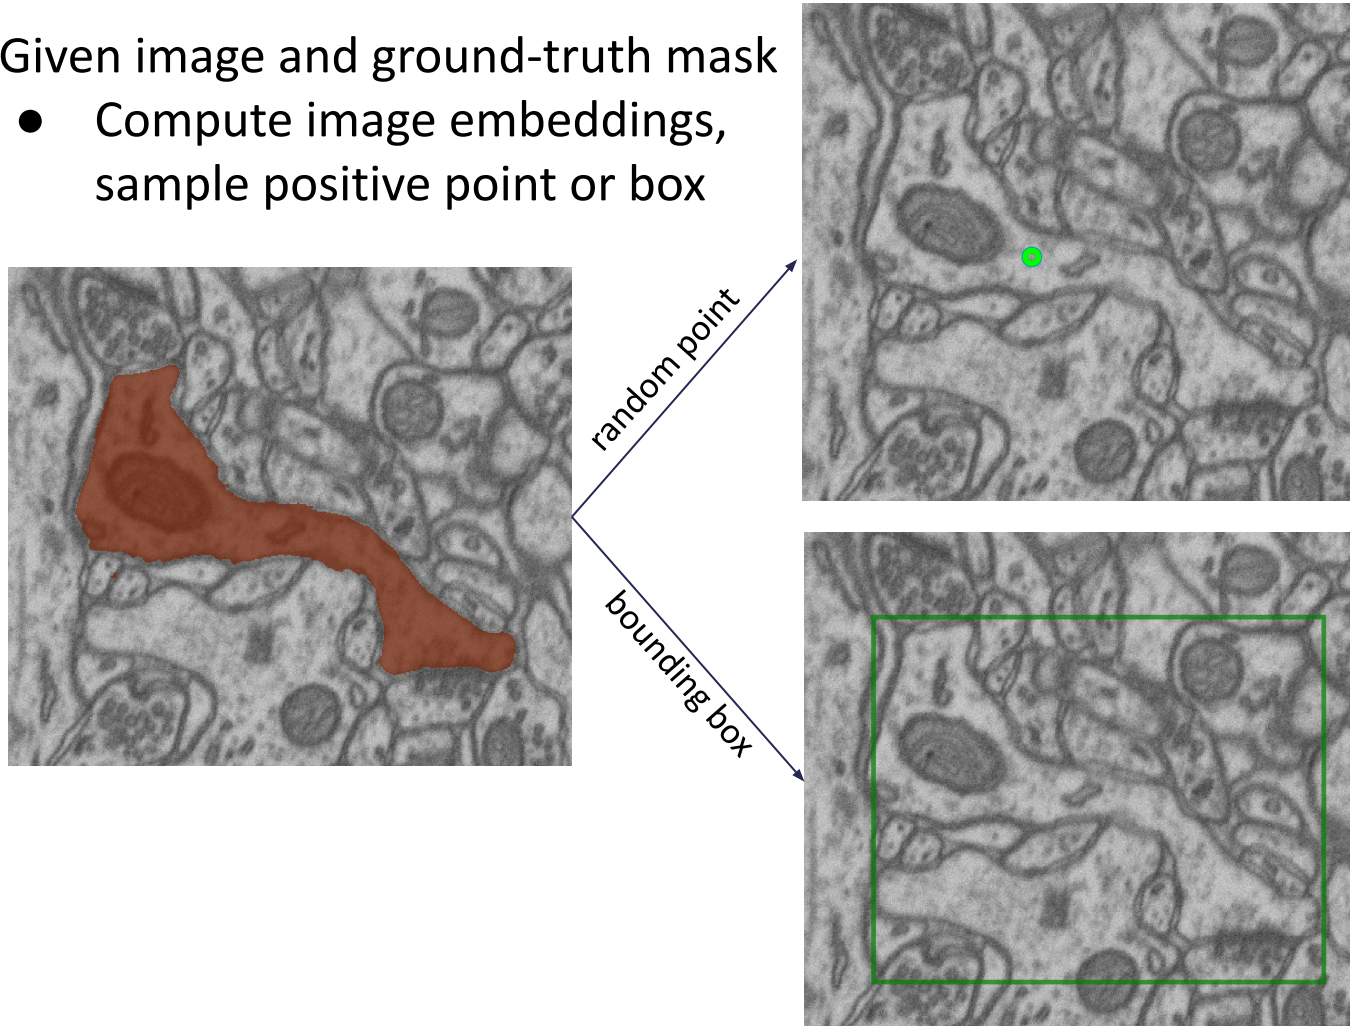 Given image and ground-truth mask
● Compute image embeddings,
sample positive point or box
random point
bounding box